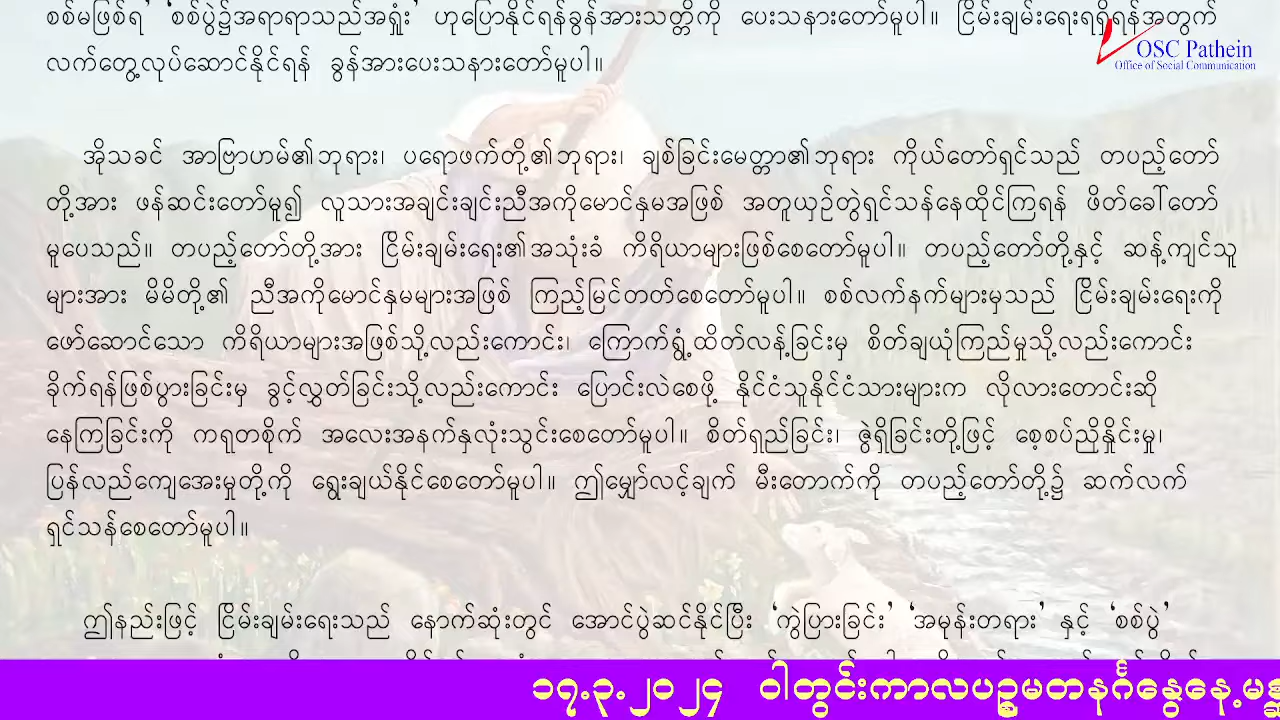 စစ်မဖြစ်ရ’ ‘စစ်ပွဲ၌အရာရာသည်အရှုံး’ ဟုပြောနိုင်ရန်ခွန်အားသတ္တိကို ပေးသနားတော်မူပါ။ ငြိမ်းချမ်းရေးရရှိရန်အတွက်
OSC Pathein
Office of Social Communication
လက်တွေ့လုပ်ဆောင်နိုင်ရန် ခွန်အားပေးသနားတော်မူပါ။
အိုသခင် အာဗြာဟမ်၏ဘုရား၊ ပရောဖက်တို့၏ဘုရား၊ ချစ်ခြင်းမေတ္တာ၏ဘုရား ကိုယ်တော်ရှင်သည် တပည့်တော်
တို့အား ဖန်ဆင်းတော်မူ၍ လူသားအချင်းချင်းညီအကိုမောင်နှမအဖြစ် အတူယှဉ်တွဲရှင်သန်နေထိုင်ကြရန် ဖိတ်ခေါ်တော်
မူပေသည်။ တပည့်တော်တို့အား ငြိမ်းချမ်းရေး၏အသုံးခံ ကိရိယာများဖြစ်စေတော်မူပါ။ တပည့်တော်တို့နှင့် ဆန့်ကျင်သူ
များအား မိမိတို့၏ ညီအကိုမောင်နှမများအဖြစ် ကြည့်မြင်တတ်စေတော်မူပါ။ စစ်လက်နက်များမှသည် ငြိမ်းချမ်းရေးကို
ဖော်ဆောင်သော ကိရိယာများအဖြစ်သို့လည်းကောင်း၊ ကြောက်ရွံ့ထိတ်လန့်ခြင်းမှ စိတ်ချယုံကြည်မှုသို့လည်းကောင်း
ခိုက်ရန်ဖြစ်ပွားခြင်းမှ ခွင့်လွှတ်ခြင်းသို့လည်းကောင်း ပြောင်းလဲစေဖို့ နိုင်ငံသူနိုင်ငံသားများက လိုလားတောင်းဆို
နေကြခြင်းကို ကရုတစိုက် အလေးအနက်နှလုံးသွင်းစေတော်မူပါ။ စိတ်ရှည်ခြင်း၊ ဇွဲရှိခြင်းတို့ဖြင့် စေ့စပ်ညှိနှိုင်းမှု၊
ပြန်လည်ကျေအေးမှုတို့ကို ရွေးချယ်နိုင်စေတော်မူပါ။ ဤမျှော်လင့်ချက် မီးတောက်ကို တပည့်တော်တို့၌ ဆက်လက်
ရှင်သန်စေတော်မူပါ။
ဤနည်းဖြင့် ငြိမ်းချမ်းရေးသည် နောက်ဆုံးတွင် အောင်ပွဲဆင်နိုင်ပြီး ‘ကွဲပြားခြင်း’ ‘အမုန်းတရား’ နှင့် ‘စစ်ပွဲ’
၁၇.၃.၂၀၂၄ ဝါတွင်းကာလပဉ္စမတနင်္ဂနွေနေ့